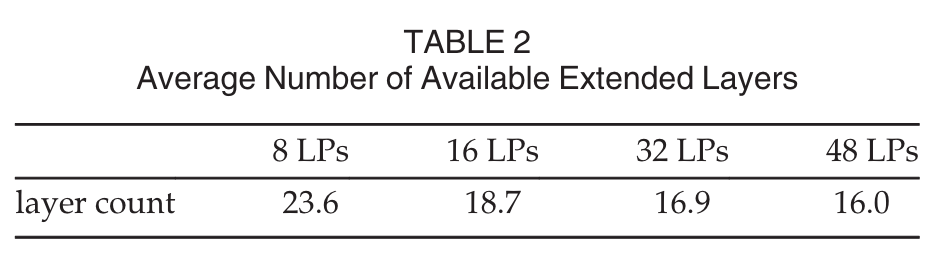 TABLE 2
Average Number of Available Extended Layers
8 LPs 16 LPs 32 LPs 48 LPs
layer count 23.6 18.7 16.9 16.0